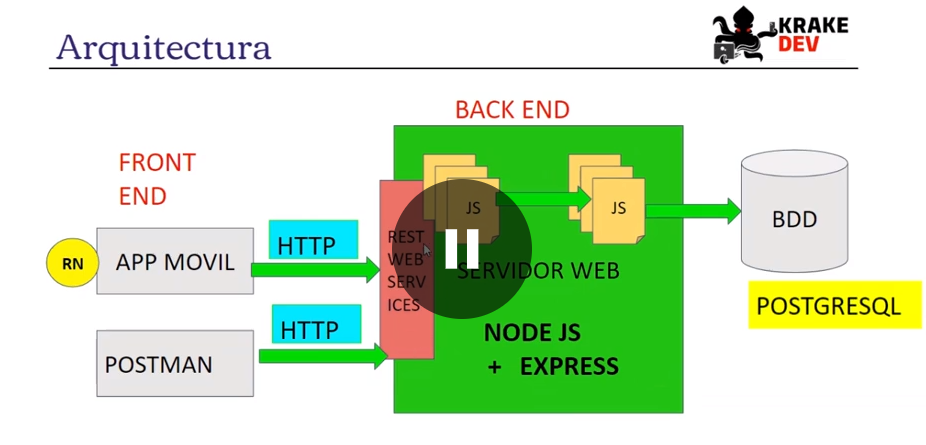 Arquitectura
KRAKE
DEV
BACK END
FRONT
END
RN
APP MOVIL
HTTP
POSTMAN
HTTP
REST
WEB
SERV
ICES
JS
JS
SERVIDOR WEB
NODE JS
+ EXPRESS
BDD
POSTGRESQL